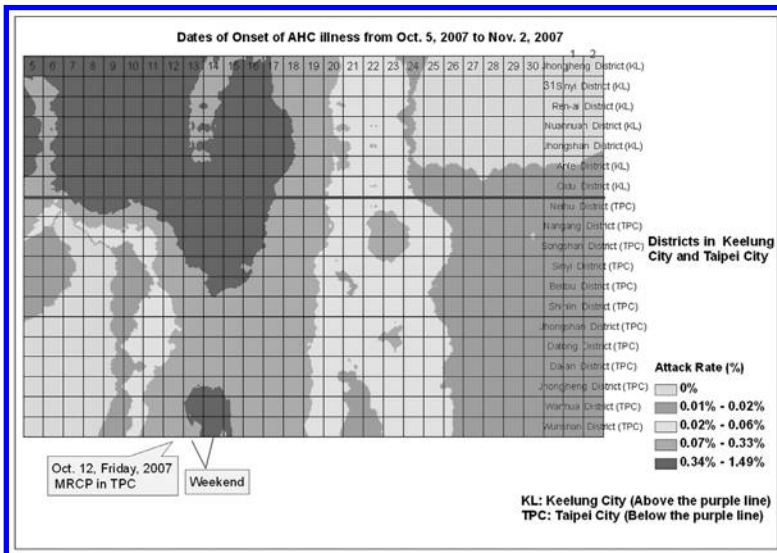 Dates of Onset of AHC illness from Oct. 5, 2007 to Nov. 2, 2007
1 2
5 6 7 8 9 10 11 12 13 14 15 16 17 18 19 20 21 22 23 24 25 26 27 28 29 30
31
Jhongjheng District (KL)
Sinyi District (KL)
Ren-ai District (KL)
Nuannuan District (KL)
Jhongshan District (KL)
Anle District (KL)
Cidu District (KL)
Neihu District (TPC)
Nangang District (TPC)
Songshan District (TPC)
Sinyi District (TPC)
Beitou District (TPC)
Shihlin District (TPC)
Jhongshan District (TPC)
Datong District (TPC)
Da-an District (TPC)
Jhongjheng District (TPC)
Wanhua District (TPC)
Wunshan District (TPC)
Districts in Keelung
City and Taipei City
Attack Rate (%)
0%
0.01% - 0.02%
0.02% - 0.06%
0.07% - 0.33%
0.34% - 1.49%
Oct. 12, Friday, 2007
MRCP in TPC
Weekend
KL: Keelung City (Above the purple line)
TPC: Taipei City (Below the purple line)